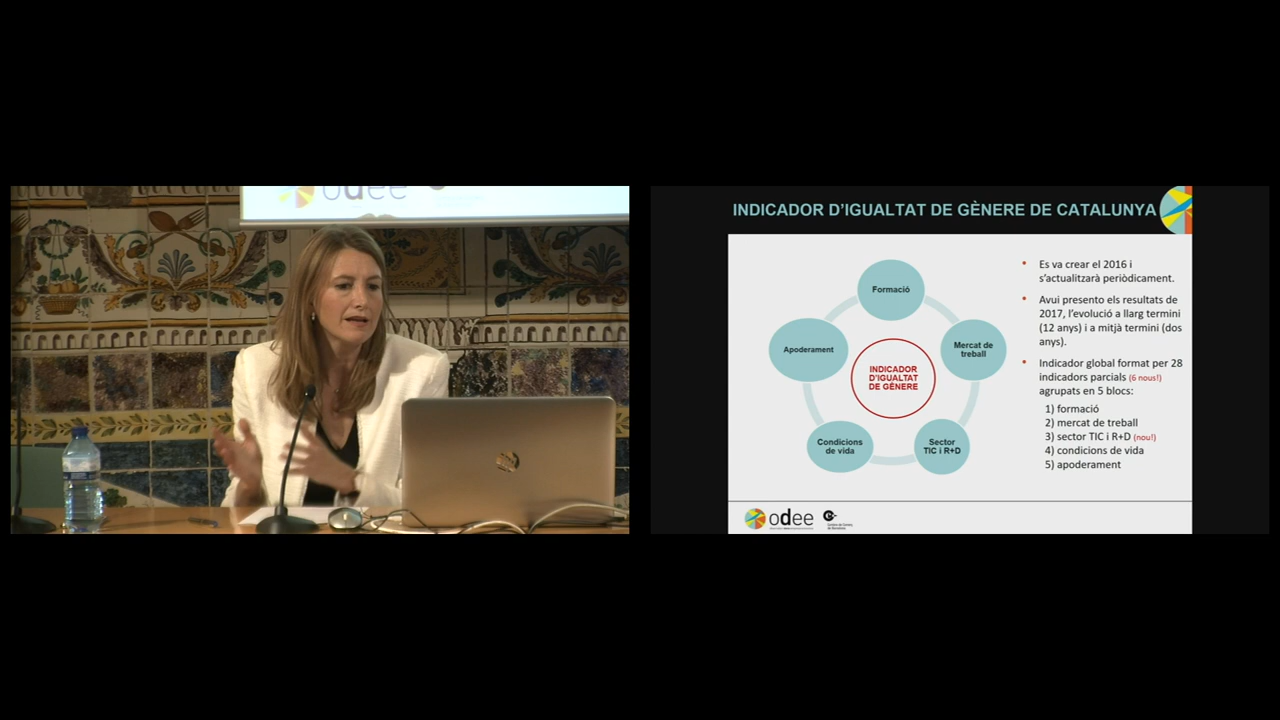 odee
INDICADOR D'IGUALTAT DE GÈNERE DE CATALUNYA
Formació
Apoderament
Mercat de
treball
INDICADOR
D'IGUALTAT
DE GÈNERE
Condicions
de vida
Sector
TIC i R+D
• Es va crear el 2016 i
s'actualitzarà periòdicament.
• Avui presento els resultats de
2017, l'evolució a llarg termini
(12 anys) i a mitjà termini (dos
anys).
• Indicador global format per 28
indicadors parcials (6 nous!)
agrupats en 5 blocs:
1) formació
2) mercat de treball
3) sector TIC i R+D (nou!)
4) condicions de vida
5) apoderament
odee